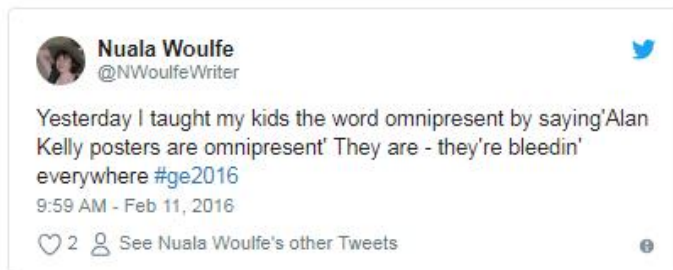 Nuala Woulfe
@NWoulfeWriter
Yesterday I taught my kids the word omnipresent by saying'Alan
Kelly posters are omnipresent' They are - they're bleedin'
everywhere #ge2016
9:59 AM - Feb 11, 2016
2 See Nuala Woulfe's other Tweets